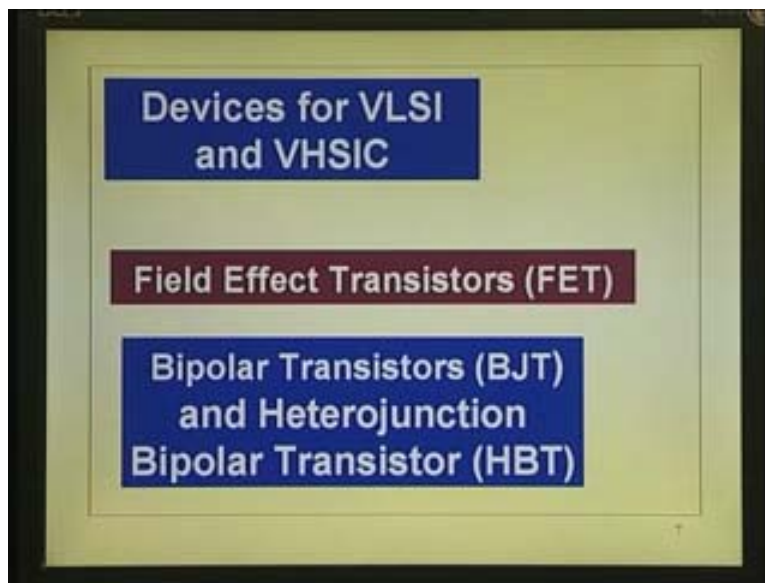 Devices for VLSI
and VHSIC
Field Effect Transistors (FET)
Bipolar Transistors (BJT)
and Heterojunction
Bipolar Transistor (HBT)